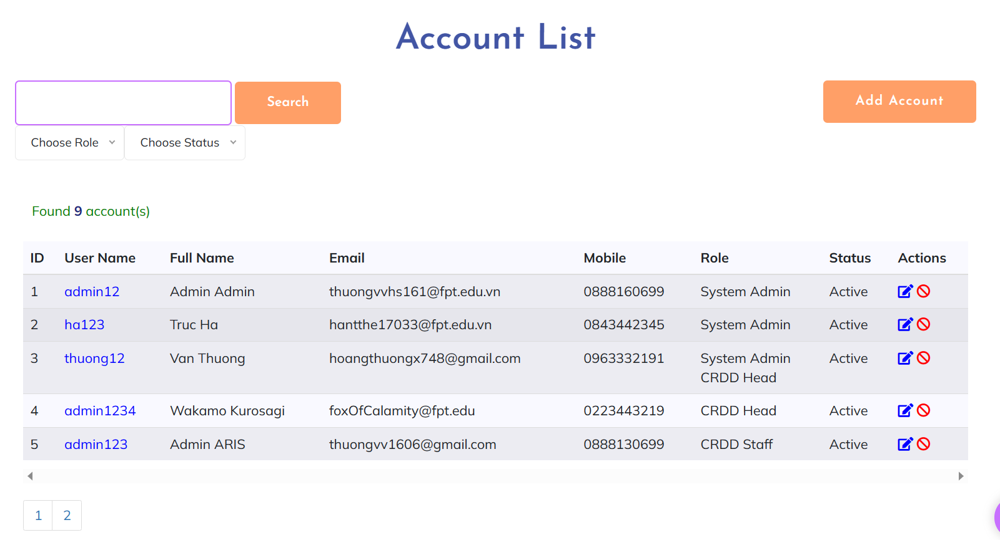 Account List
Search
Add Account
Choose Role
Choose Status
Found 9 account(s)
ID User Name Full Name Email Mobile Role Status Actions
1 admin12 Admin Admin thuongvvhs161@fpt.edu.vn 0888160699 System Admin Active
2 ha123 Truc Ha hantthe17033@fpt.edu.vn 0843442345 System Admin Active
3 thuong12 Van Thuong hoangthuongx748@gmail.com 0963332191 System Admin Active
CRDD Head
4 admin1234 Wakamo Kurosagi foxOfCalamity@fpt.edu 0223443219 CRDD Head Active
5 admin123 Admin ARIS thuongvv1606@gmail.com 0888130699 CRDD Staff Active
1 2